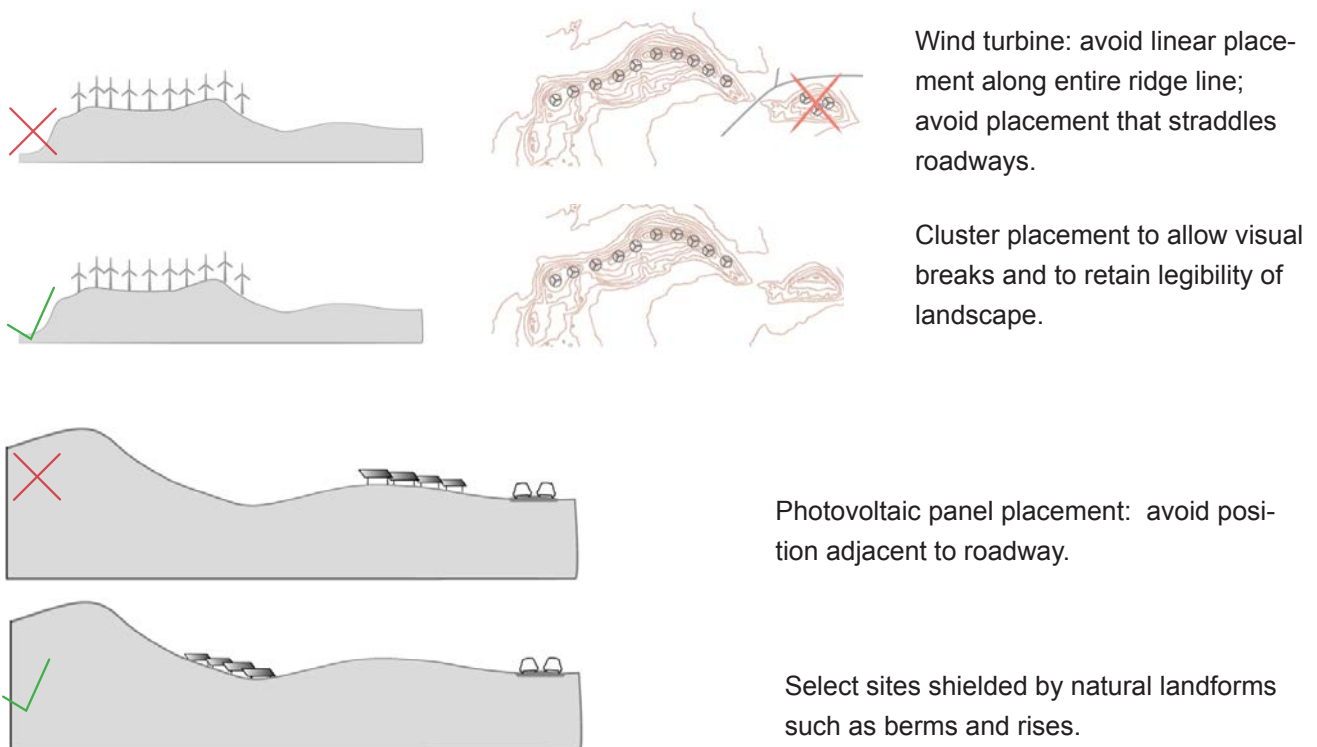 Wind turbine: avoid linear place-
ment along entire ridge line;
avoid placement that straddles
roadways.
Cluster placement to allow visual
breaks and to retain legibility of
landscape.
Photovoltaic panel placement:  avoid posi-
tion adjacent to roadway.
Select sites shielded by natural landforms
such as berms and rises.